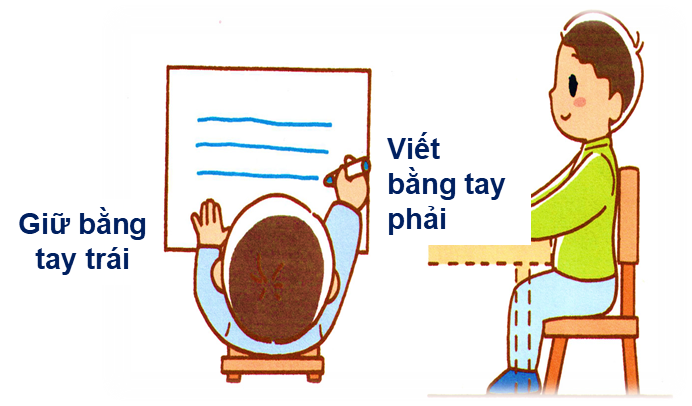 Giữ bằng
tay trái
Viết
bằng tay
phải